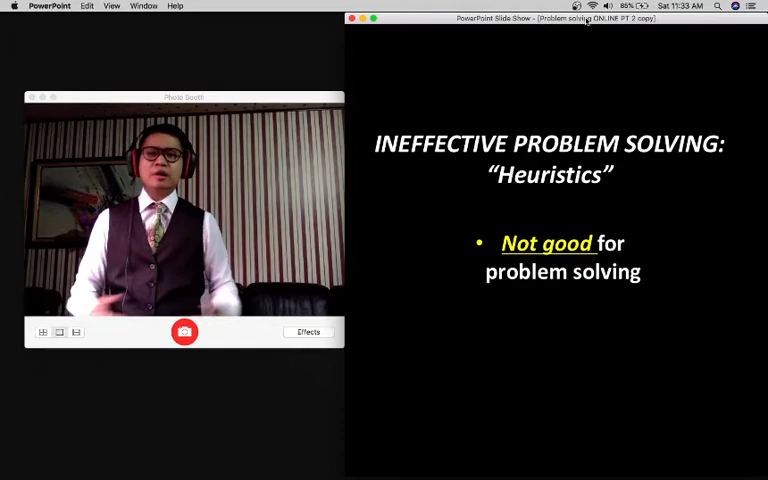 PowerPoint Edit View Window Help
85% Sat 11:33 AM
PowerPoint Slide Show - [Problem solving ONLINE PT 2 copy]
Photo Booth
INEFFECTIVE PROBLEM SOLVING:
“Heuristics”
• Not good for
problem solving
Effects